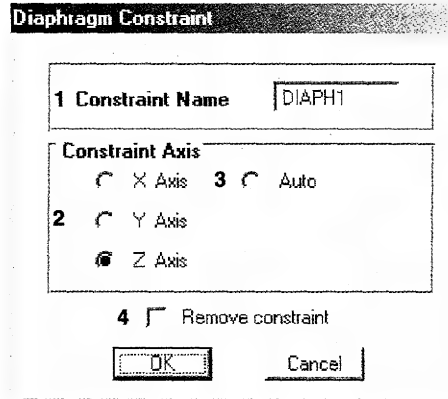 Diaphragm Constraint
1 Constraint Name DIAPH1
Constraint Axis
X Axis 3 Auto
2 Y Axis
Z Axis
4 Remove constraint
OK Cancel